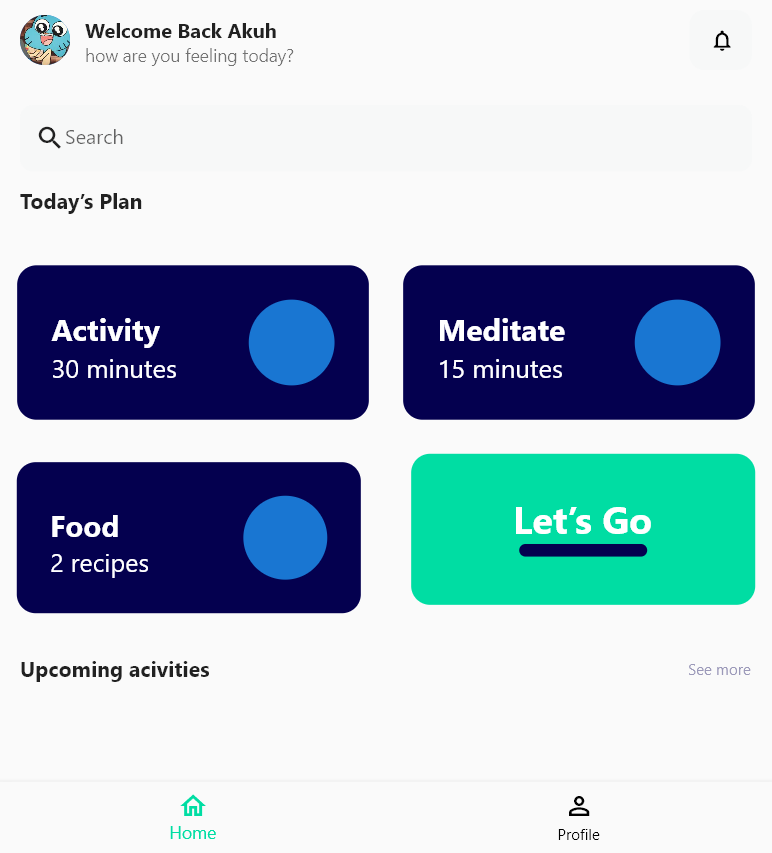 Welcome Back Akuh
how are you feeling today?
Search
Today’s Plan
Activity
30 minutes
Meditate
15 minutes
Food
2 recipes
Let’s Go
Upcoming acivities
See more
Home
Profile